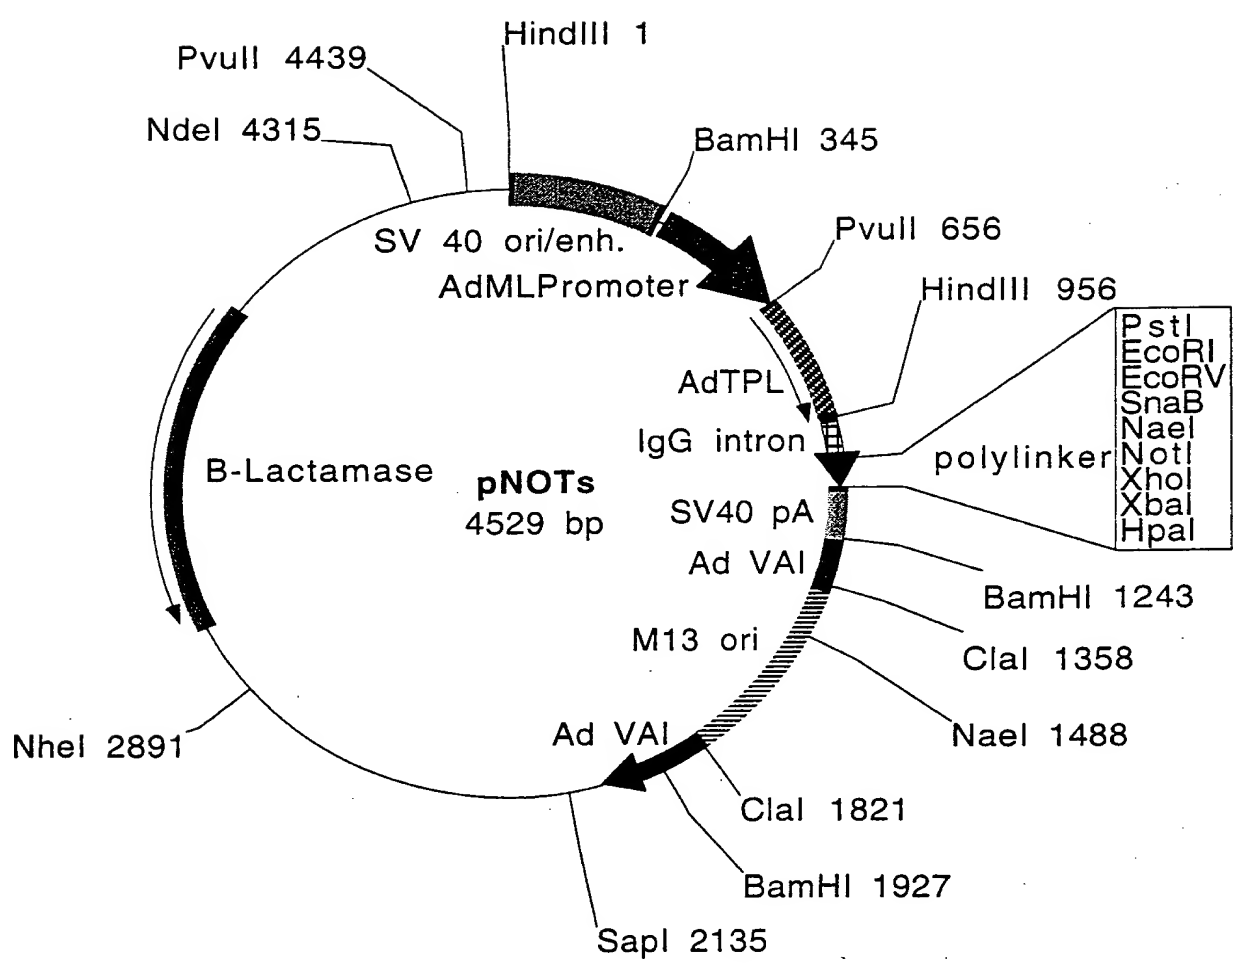 HindIII 1
PvuII 4439
NdeI 4315
BamHI 345
SV 40 ori/enh.
PvuII 656
AdMLPromoter
HindIII 956
PstI
EcoRI
EcoRV
SnaB
NaeI
NotI
XhoI
XbaI
HpaI
AdTPL
IgG intron
polylinker
B-Lactamase
pNOTs
4529 bp
SV40 pA
Ad VAI
BamHI 1243
M13 ori
ClaI 1358
Ad VAI
NaeI 1488
NheI 2891
ClaI 1821
BamHI 1927
SapI 2135